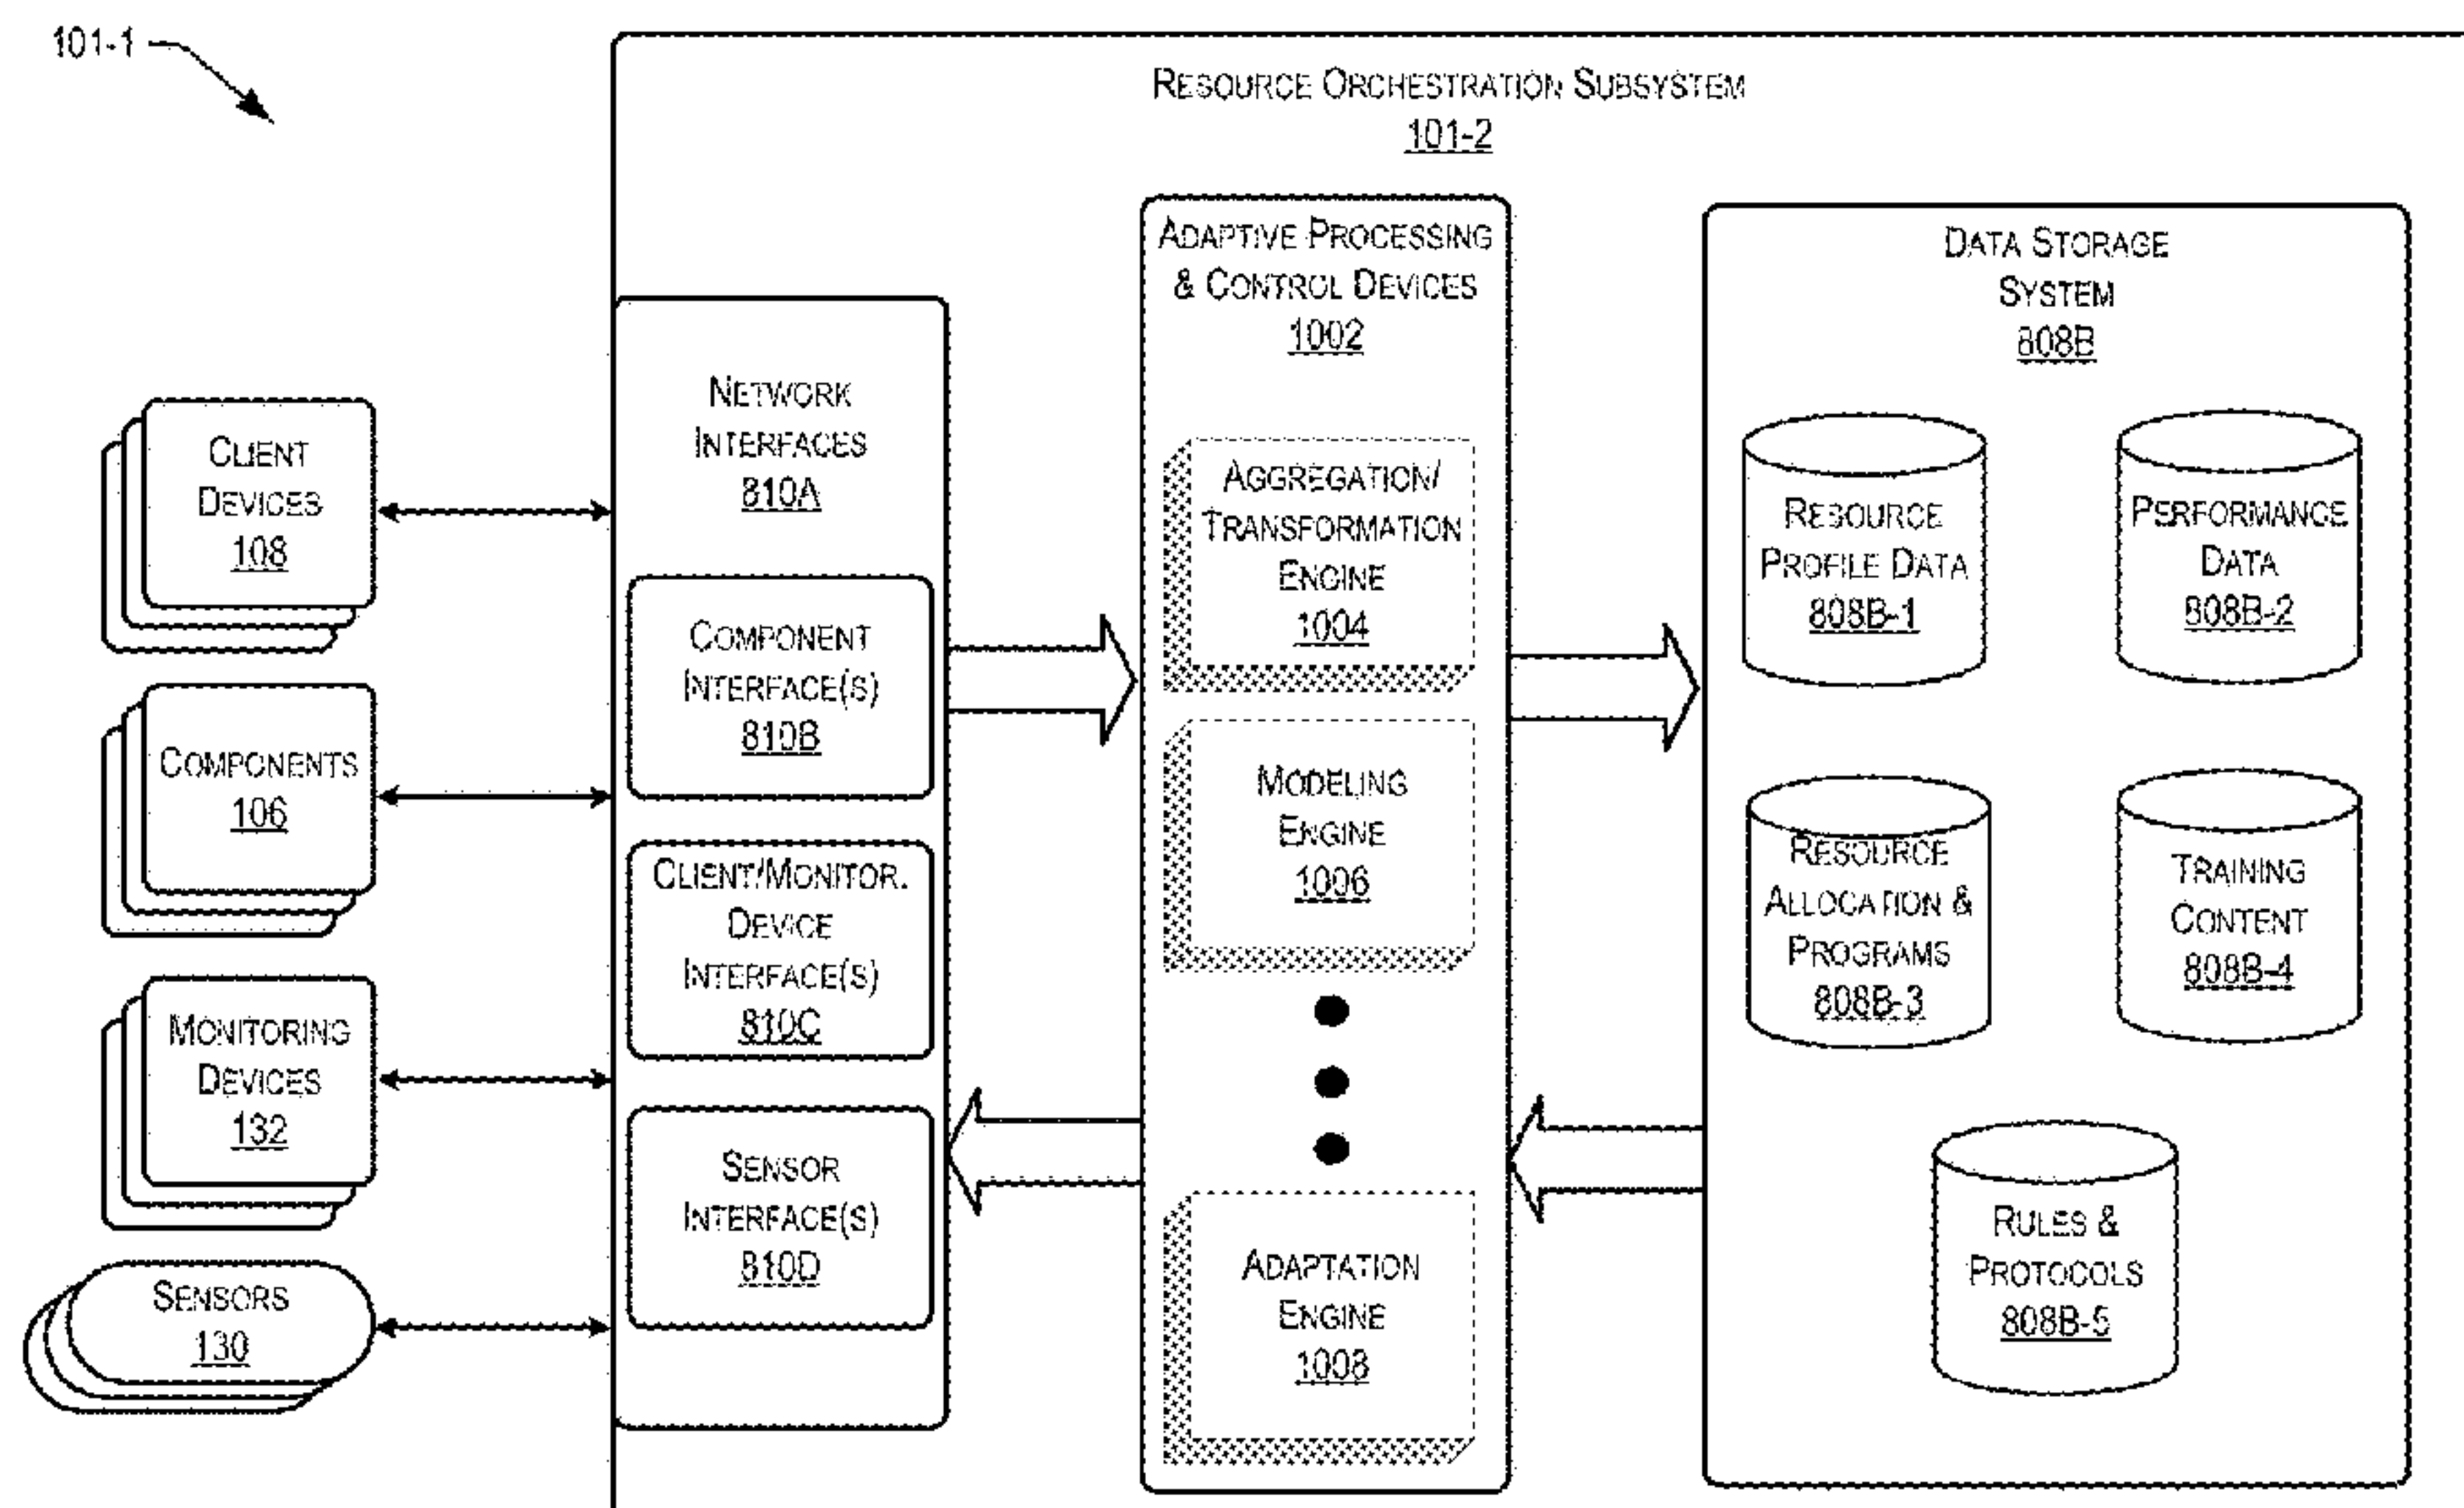 101-1
RESOURCE ORCHESTRATION SUBSYSTEM
101-2
CLIENT
DEVICES
108
COMPONENTS
106
MONITORING
DEVICES
132
SENSORS
130
NETWORK
INTERFACES
810A
COMPONENT
INTERFACE(S)
810B
CLIENT/MONITOR.
DEVICE
INTERFACE(S)
810C
SENSOR
INTERFACE(S)
810D
ADAPTIVE PROCESSING
& CONTROL DEVICES
1002
AGGREGATION/
TRANSFORMATION
ENGINE
1004
MODELING
ENGINE
1006
ADAPTATION
ENGINE
1008
DATA STORAGE
SYSTEM
808B
RESOURCE
PROFILE DATA
808B-1
PERFORMANCE
DATA
808B-2
RESOURCE
ALLOCATION &
PROGRAMS
808B-3
TRAINING
CONTENT
808B-4
RULES &
PROTOCOLS
808B-5